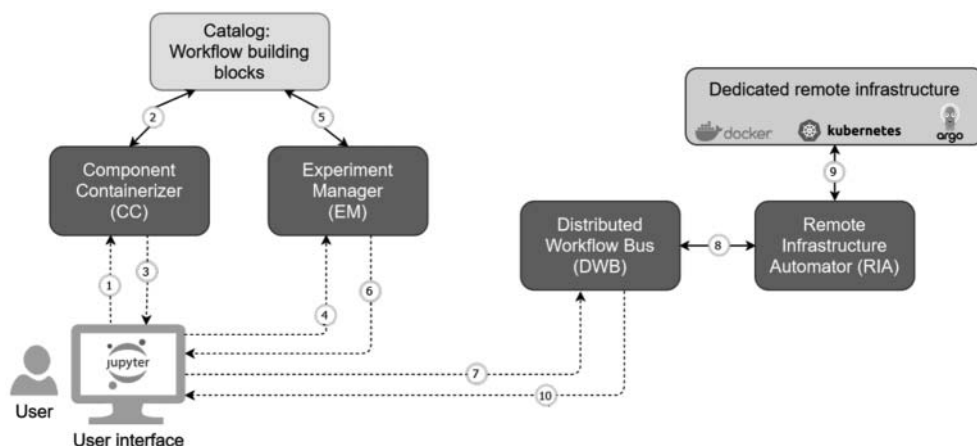 Catalog:
Workflow building
blocks
Dedicated remote infrastructure
docker
kubernetes
argo
2
5
9
Component
Containerizer
(CC)
Experiment
Manager
(EM)
Distributed
Workflow Bus
(DWB)
8
Remote
Infrastructure
Automator (RIA)
1
3
4
6
7
10
jupyter
User
User interface